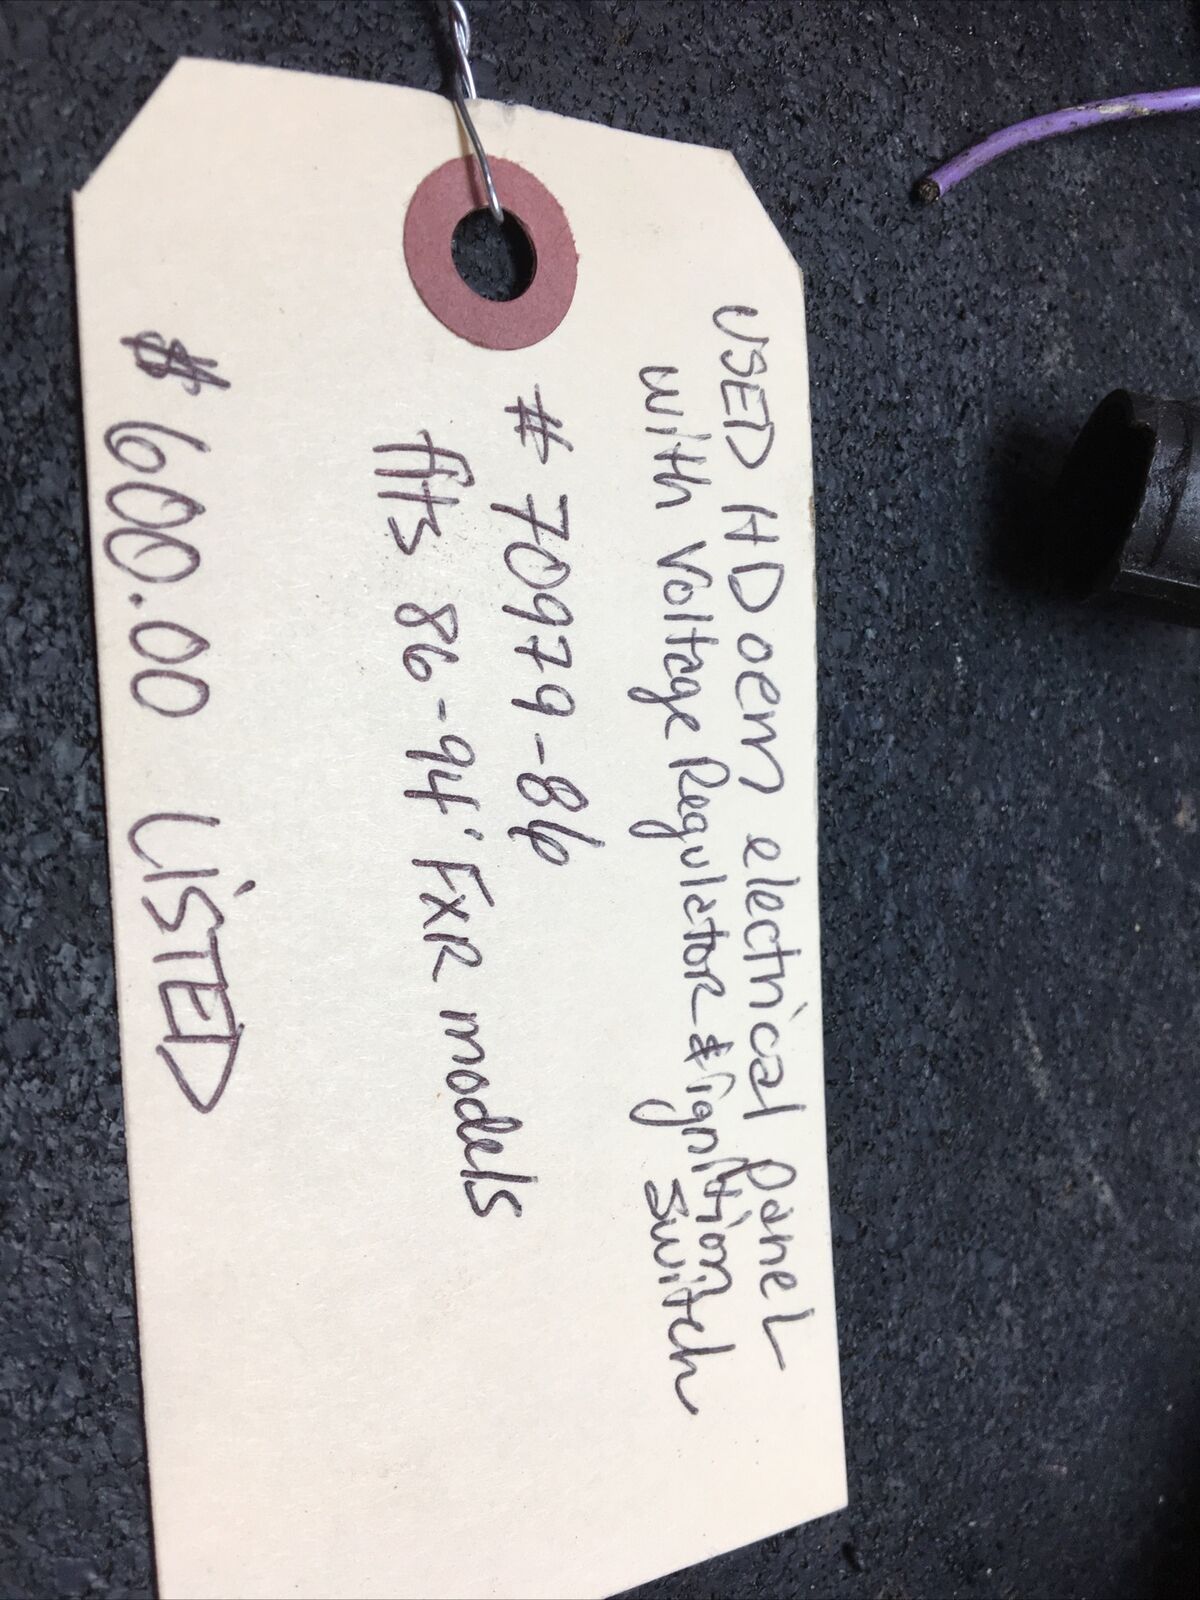 USED HD oem electrical panel
with Voltage Regulator & ignition
switch
# 70979-86
fits 86-94' FXR models
$600.00 LISTED